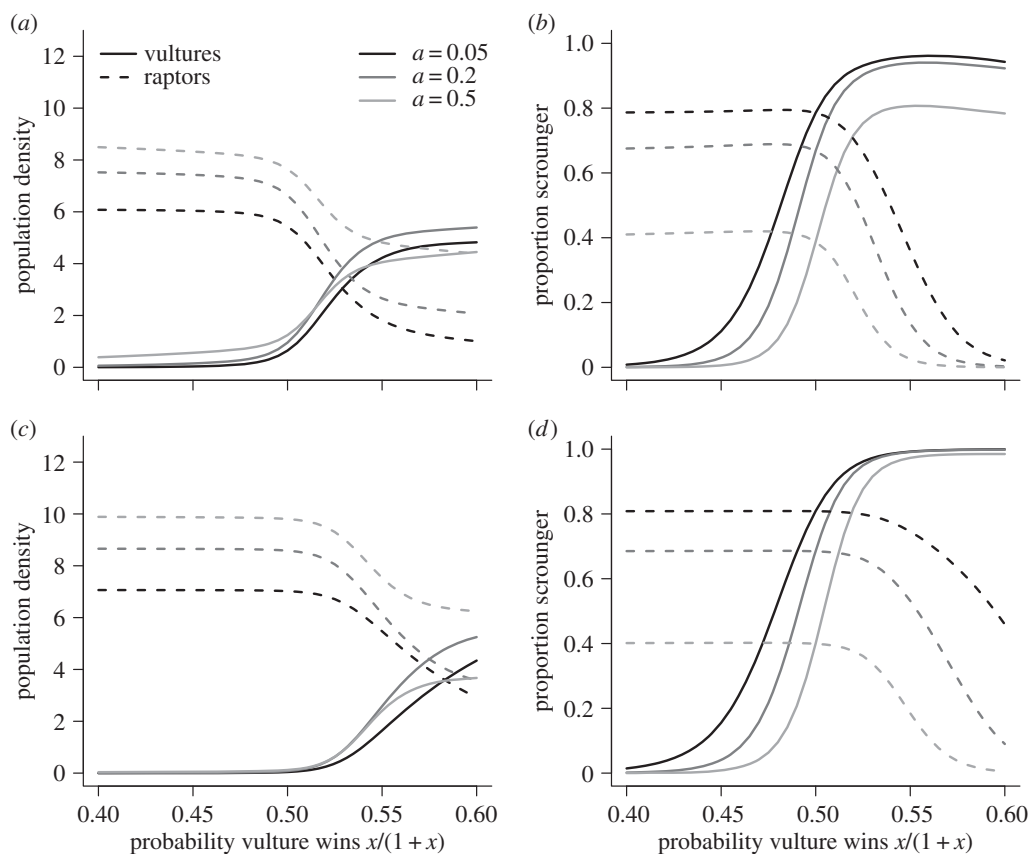 (a)
12
10
8
6
4
2
0
population density
vultures
raptors
a = 0.05
a = 0.2
a = 0.5
(b)
1.0
0.8
0.6
0.4
0.2
0
proportion scrounger
(c)
12
10
8
6
4
2
0
population density
0.40
0.45
0.50
0.55
0.60
probability vulture wins x/(1 + x)
(d)
1.0
0.8
0.6
0.4
0.2
0
proportion scrounger
0.40
0.45
0.50
0.55
0.60
probability vulture wins x/(1 + x)